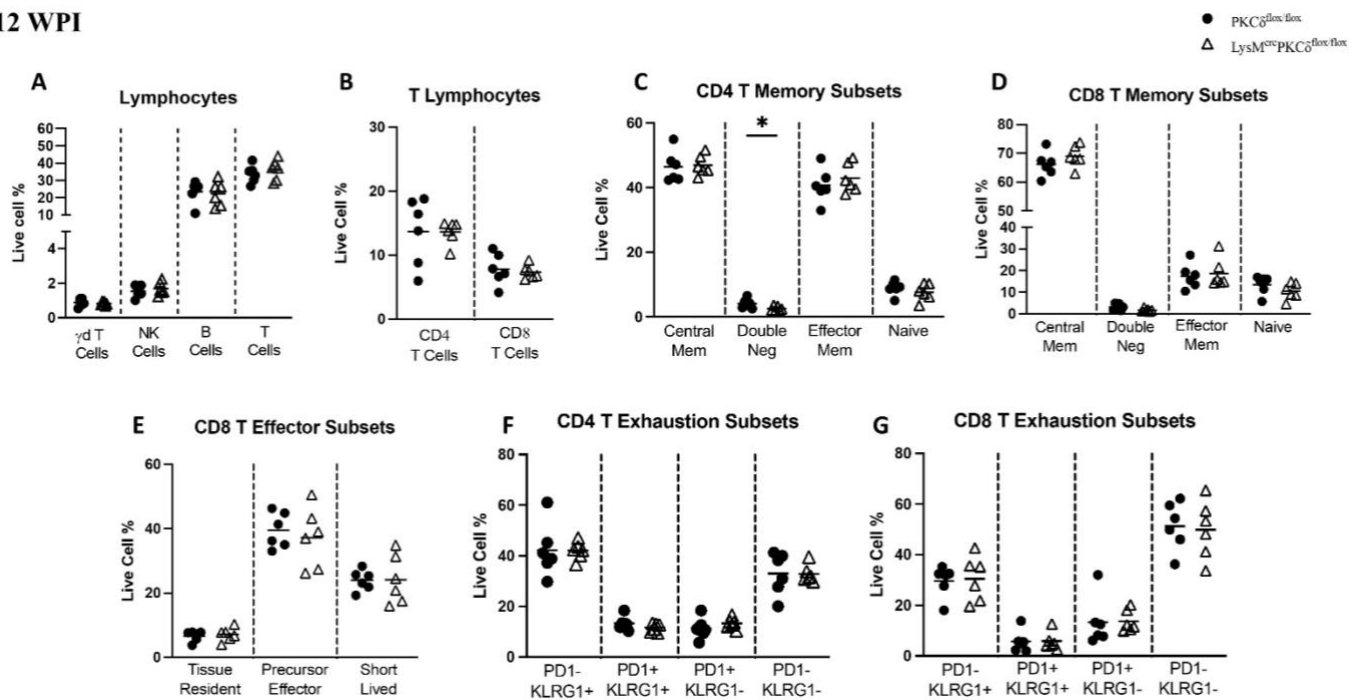 12 WPI
PKCδflox/flox
LysMcrePKCδflox/flox
A
Lymphocytes
Live cell %
60
50
40
30
20
10
4
2
0
γd T
Cells
NK
Cells
B
Cells
T
Cells
B
T Lymphocytes
Live Cell %
30
20
10
0
CD4
T Cells
CD8
T Cells
C
CD4 T Memory Subsets
*
Live Cell %
60
40
20
0
Central
Mem
Double
Neg
Effector
Mem
Naive
D
CD8 T Memory Subsets
Live Cell %
80
70
60
50
40
30
20
10
0
Central
Mem
Double
Neg
Effector
Mem
Naive
E
CD8 T Effector Subsets
Live Cell %
60
40
20
0
Tissue
Resident
Precursor
Effector
Short
Lived
F
CD4 T Exhaustion Subsets
Live Cell %
80
60
40
20
0
PD1-
KLRG1+
PD1+
KLRG1+
PD1+
KLRG1-
PD1-
KLRG1-
G
CD8 T Exhaustion Subsets
Live Cell %
80
60
40
20
0
PD1-
KLRG1+
PD1+
KLRG1+
PD1+
KLRG1-
PD1-
KLRG1-